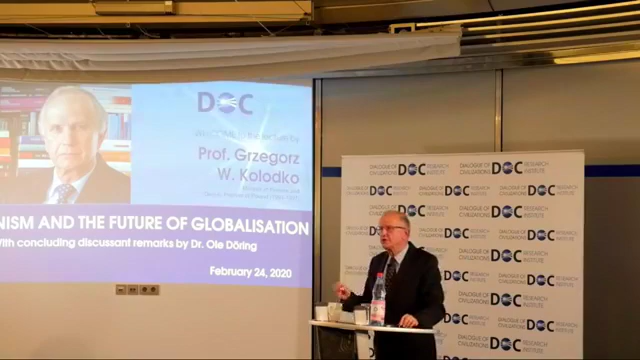 DOC
Prof. Grzegorz
W. Kolodko
NISM AND THE FUTURE OF GLOBALISATION
With concluding discussant remarks by Dr. Ole Döring
February 24, 2020
DIALOGUE OF CIVILIZATIONS DOC RESEARCH INSTITUTE